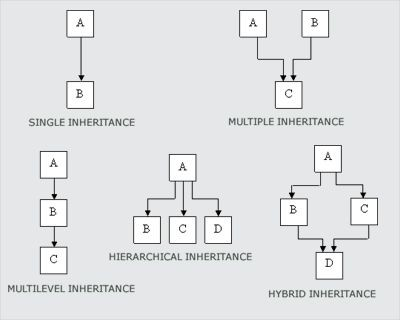 A
B
SINGLE INHERITANCE
A B
C
MULTIPLE INHERITANCE
A
B
C
MULTILEVEL INHERITANCE
A
B C D
HIERARCHICAL INHERITANCE
A
B C
D
HYBRID INHERITANCE